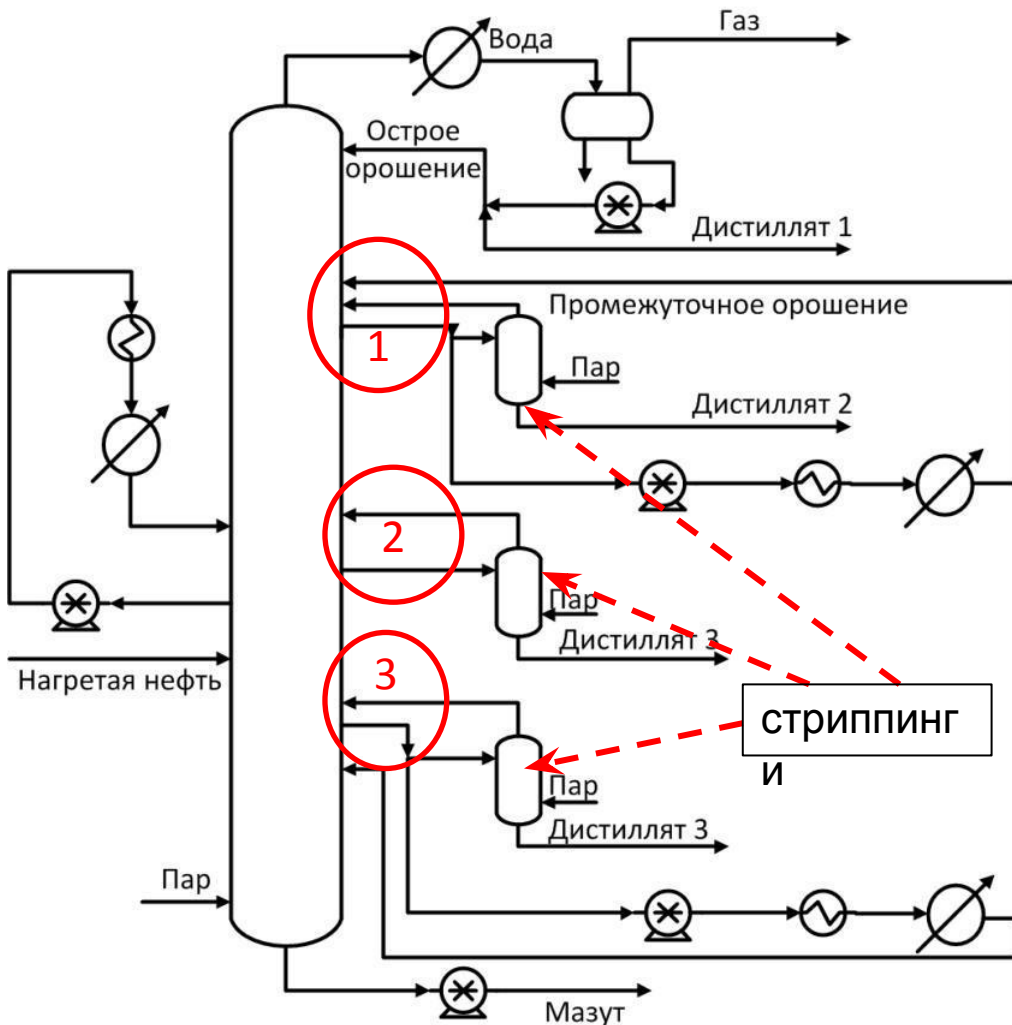 Газ
Вода
Острое
орошение
Дистиллят 1
Промежуточное орошение
1
Пар
Дистиллят 2
2
Пар
Дистиллят 3
3
Нагретая нефть
стриппинг
и
Пар
Дистиллят 3
Пар
Мазут